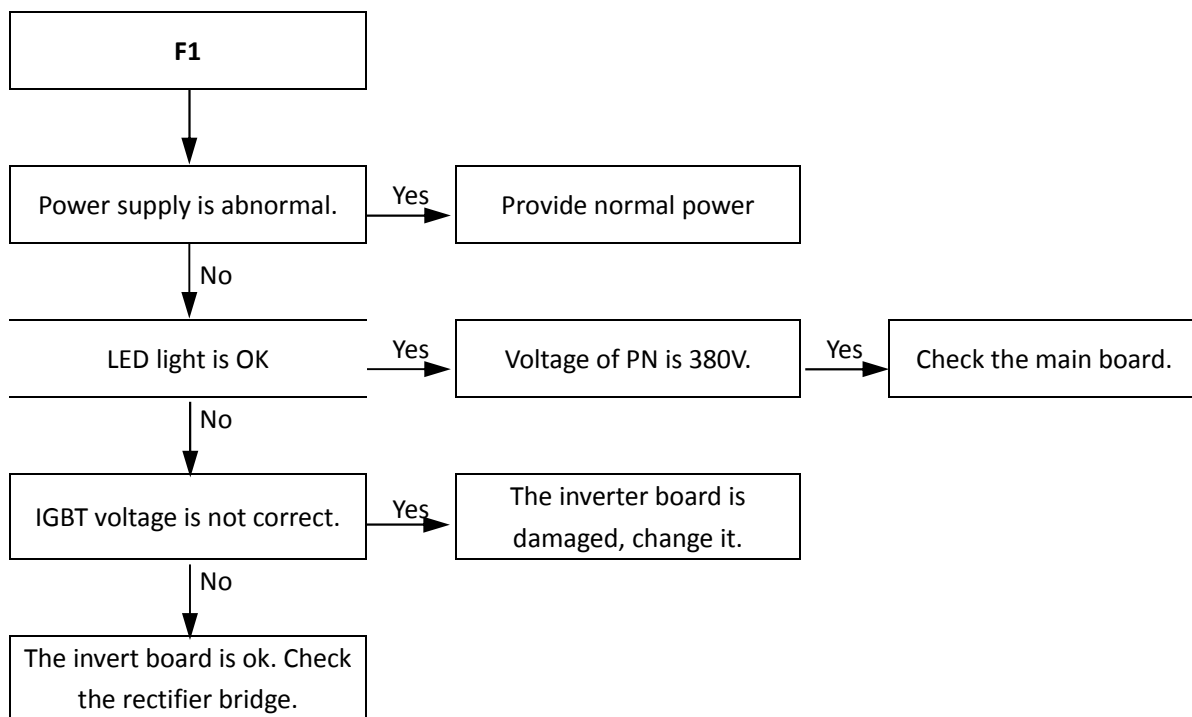 F1
Power supply is abnormal.
Yes
Provide normal power
No
LED light is OK
Yes
Voltage of PN is 380V.
Yes
Check the main board.
No
IGBT voltage is not correct.
Yes
The inverter board is
damaged, change it.
No
The invert board is ok. Check
the rectifier bridge.